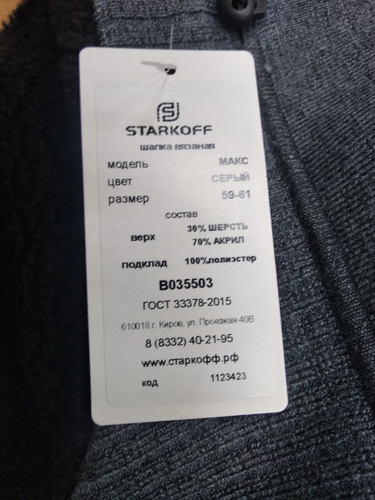 STARKOFF
шапка вязаная
модель МАКС
цвет СЕРЫЙ
размер 59-61
состав
верх 30% ШЕРСТЬ
70% АКРИЛ
подклад 100%полиэстер
В035503
ГОСТ 33378-2015
610018 г. Киров, ул. Проезжая 40В
8 (8332) 40-21-95
www.старкофф.рф
код 1123423